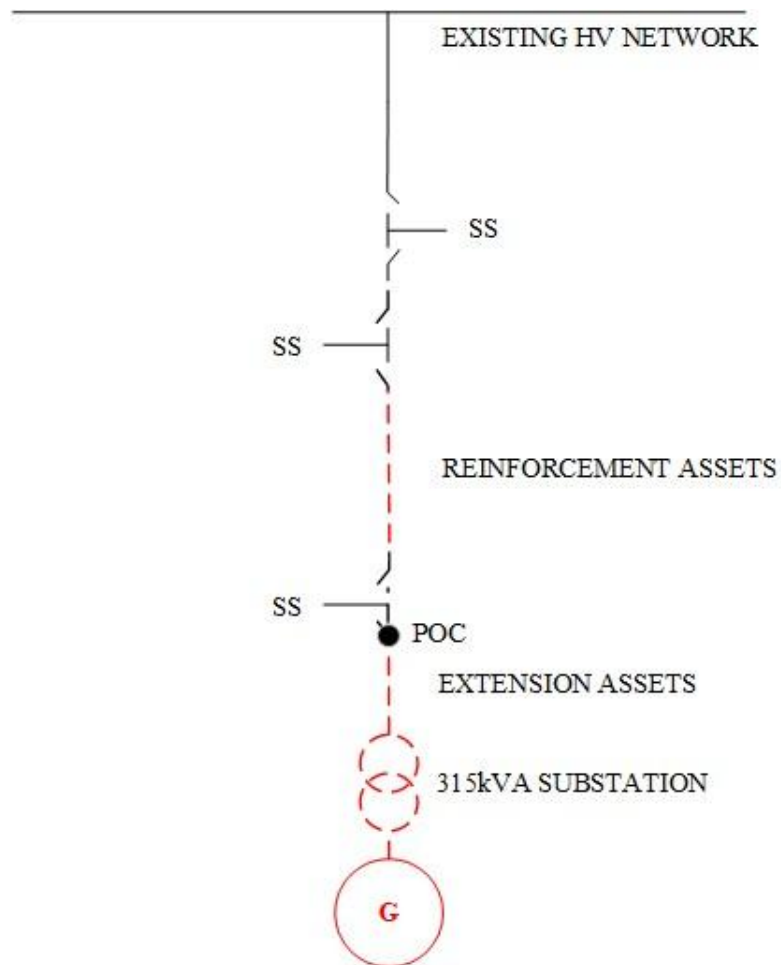 EXISTING HV NETWORK
SS
SS
REINFORCEMENT ASSETS
SS
POC
EXTENSION ASSETS
315kVA SUBSTATION
G